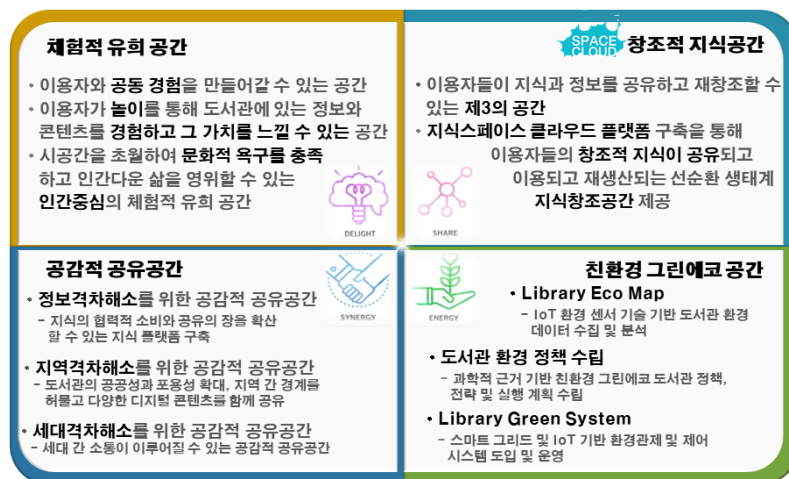 체험적 유희 공간
• 이용자와 공동 경험을 만들어갈 수 있는 공간
• 이용자가 놀이를 통해 도서관에 있는 정보와
콘텐츠를 경험하고 그 가치를 느낄 수 있는 공간
• 시공간을 초월하여 문화적 욕구를 충족
하고 인간다운 삶을 영위할 수 있는
인간중심의 체험적 유희 공간
DELIGHT
SPACE
CLOUD
창조적 지식공간
• 이용자들이 지식과 정보를 공유하고 재창조할 수
있는 제3의 공간
• 지식스페이스 클라우드 플랫폼 구축을 통해
이용자들의 창조적 지식이 공유되고
이용되고 재생산되는 선순환 생태계
지식창조공간 제공
SHARE
공감적 공유공간
• 정보격차해소를 위한 공감적 공유공간
– 지식의 협력적 소비와 공유의 장을 확산
할 수 있는 지식 플랫폼 구축
• 지역격차해소를 위한 공감적 공유공간
– 도서관의 공공성과 포용성 확대, 지역 간 경계를
허물고 다양한 디지털 콘텐츠를 함께 공유
• 세대격차해소를 위한 공감적 공유공간
– 세대 간 소통이 이루어질 수 있는 공감적 공유공간
SYNERGY
친환경 그린에코 공간
• Library Eco Map
– IoT 환경 센서 기술 기반 도서관 환경
데이터 수집 및 분석
• 도서관 환경 정책 수립
– 과학적 근거 기반 친환경 그린에코 도서관 정책,
전략 및 실행 계획 수립
• Library Green System
– 스마트 그리드 및 IoT 기반 환경관제 및 제어
시스템 도입 및 운영
ENERGY